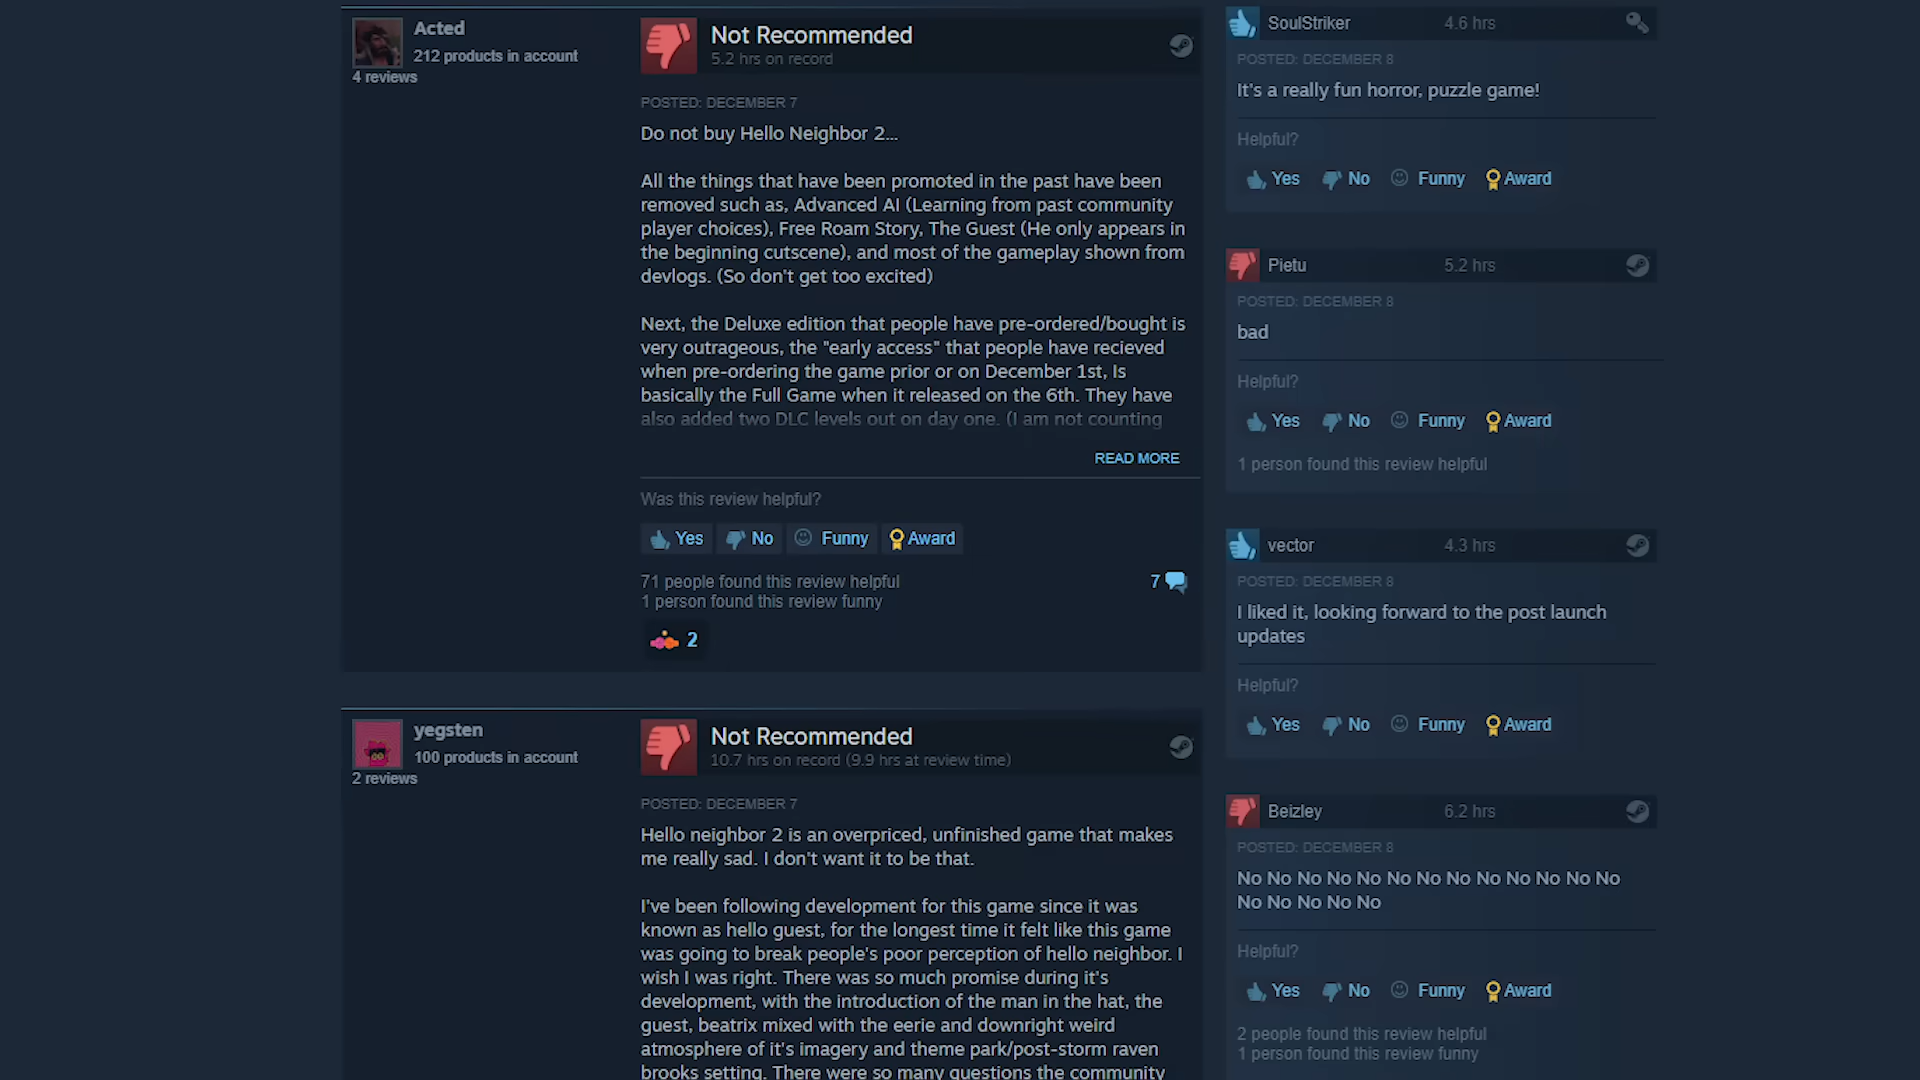 Acted
212 products in account
4 reviews
Not Recommended
5.2 hrs on record
POSTED: DECEMBER 7
Do not buy Hello Neighbor 2...
All the things that have been promoted in the past have been
removed such as, Advanced AI (Learning from past community
player choices), Free Roam Story, The Guest (He only appears in
the beginning cutscene), and most of the gameplay shown from
devlogs. (So don't get too excited)
Next, the Deluxe edition that people have pre-ordered/bought is
very outrageous, the "early access" that people have recieved
when pre-ordering the game prior or on December 1st, Is
basically the Full Game when it released on the 6th. They have
also added two DLC levels out on day one. (I am not counting
READ MORE
Was this review helpful?
Yes No Funny Award
71 people found this review helpful
1 person found this review funny
7
2
yegsten
100 products in account
2 reviews
Not Recommended
10.7 hrs on record (9.9 hrs at review time)
POSTED: DECEMBER 7
Hello neighbor 2 is an overpriced, unfinished game that makes
me really sad. I don't want it to be that.
I've been following development for this game since it was
known as hello guest, for the longest time it felt like this game
was going to break people's poor perception of hello neighbor. I
wish I was right. There was so much promise during it's
development, with the introduction of the man in the hat, the
guest, beatrix mixed with the eerie and downright weird
atmosphere of it's imagery and theme park/post-storm raven
brooks setting. There were so many questions the community
SoulStriker 4.6 hrs
POSTED: DECEMBER 8
It's a really fun horror, puzzle game!
Helpful?
Yes No Funny Award
Pietu 5.2 hrs
POSTED: DECEMBER 8
bad
Helpful?
Yes No Funny Award
1 person found this review helpful
vector 4.3 hrs
POSTED: DECEMBER 8
I liked it, looking forward to the post launch
updates
Helpful?
Yes No Funny Award
Beizley 6.2 hrs
POSTED: DECEMBER 8
No No No No No No No No No No No No No
No No No No No
Helpful?
Yes No Funny Award
2 people found this review helpful
1 person found this review funny